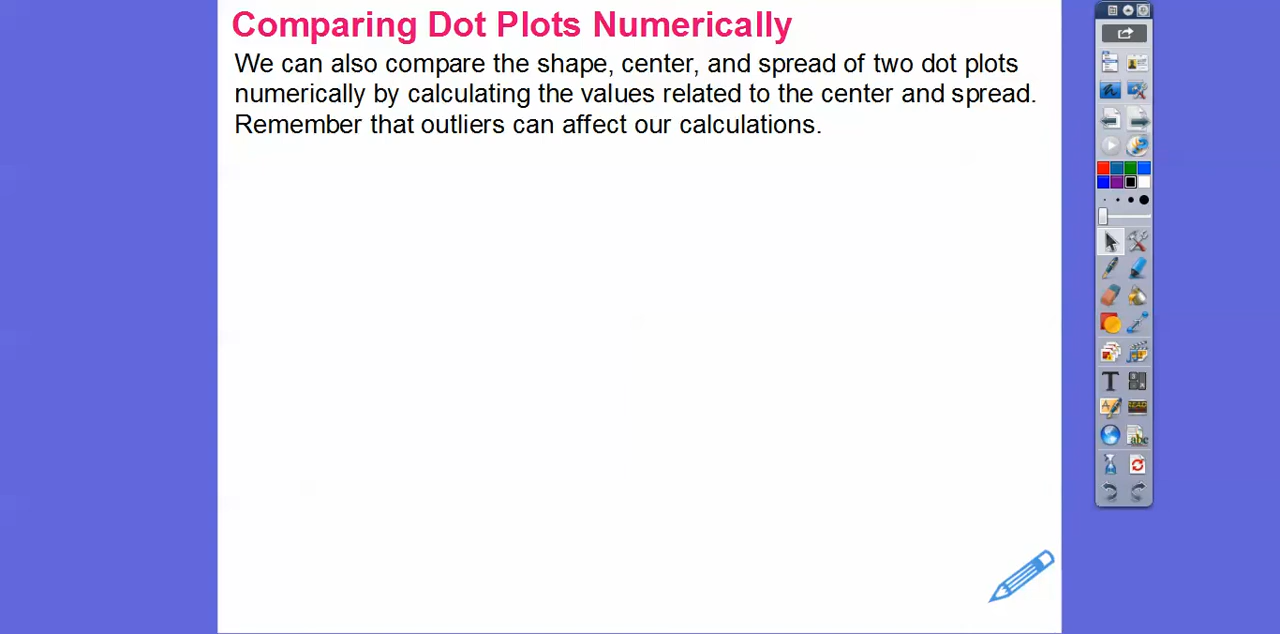 Comparing Dot Plots Numerically
We can also compare the shape, center, and spread of two dot plots
numerically by calculating the values related to the center and spread.
Remember that outliers can affect our calculations.